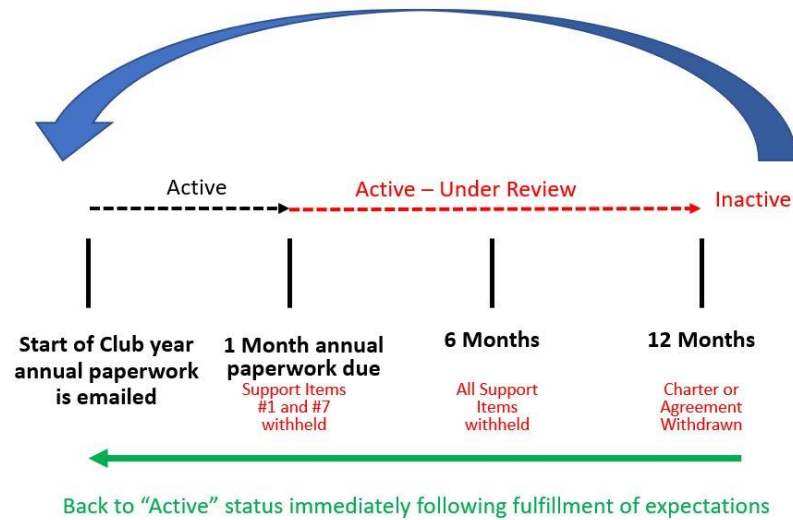 Active
Active – Under Review
Inactive
Start of Club year
annual paperwork
is emailed
1 Month annual
paperwork due
Support Items
#1 and #7
withheld
6 Months
All Support
Items
withheld
12 Months
Charter or
Agreement
Withdrawn
Back to “Active” status immediately following fulfillment of expectations